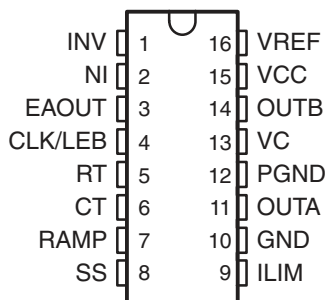 INV 1 16 VREF
NI 2 15 VCC
EAOUT 3 14 OUTB
CLK/LEB 4 13 VC
RT 5 12 PGND
CT 6 11 OUTA
RAMP 7 10 GND
SS 8 9 ILIM